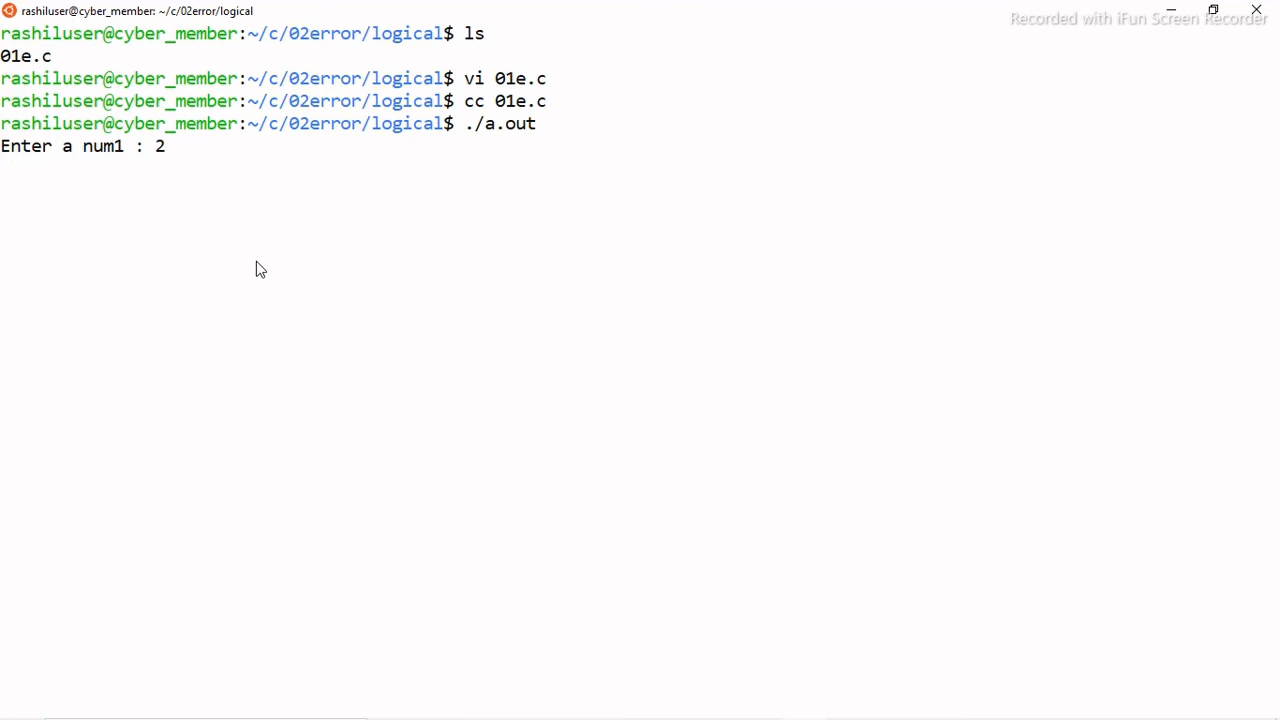 rashiluser@cyber_member: ~/c/02error/logical
Recorded with iFun Screen Recorder
rashiluser@cyber_member:~/c/02error/logical$ ls
01e.c
rashiluser@cyber_member:~/c/02error/logical$ vi 01e.c
rashiluser@cyber_member:~/c/02error/logical$ cc 01e.c
rashiluser@cyber_member:~/c/02error/logical$ ./a.out
Enter a num1 : 2